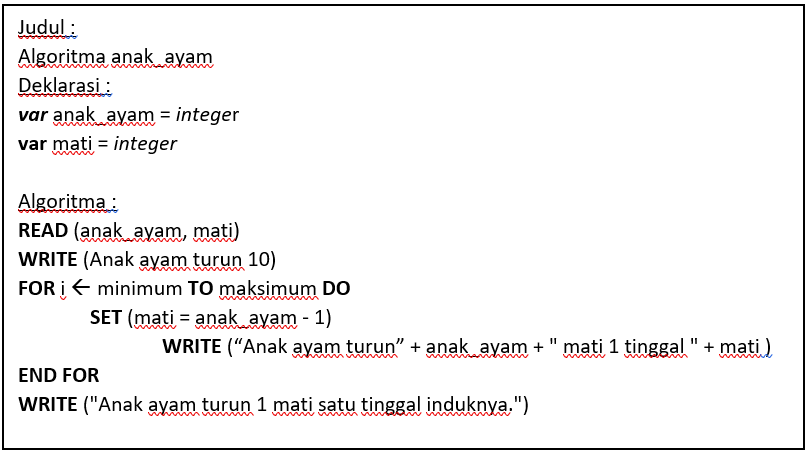 Judul :
Algoritma anak_ayam
Deklarasi :
var anak_ayam = integer
var mati = integer
Algoritma :
READ (anak_ayam, mati)
WRITE (Anak ayam turun 10)
FOR i ← minimum TO maksimum DO
SET (mati = anak_ayam - 1)
WRITE (“Anak ayam turun” + anak_ayam + " mati 1 tinggal " + mati )
END FOR
WRITE ("Anak ayam turun 1 mati satu tinggal induknya.")